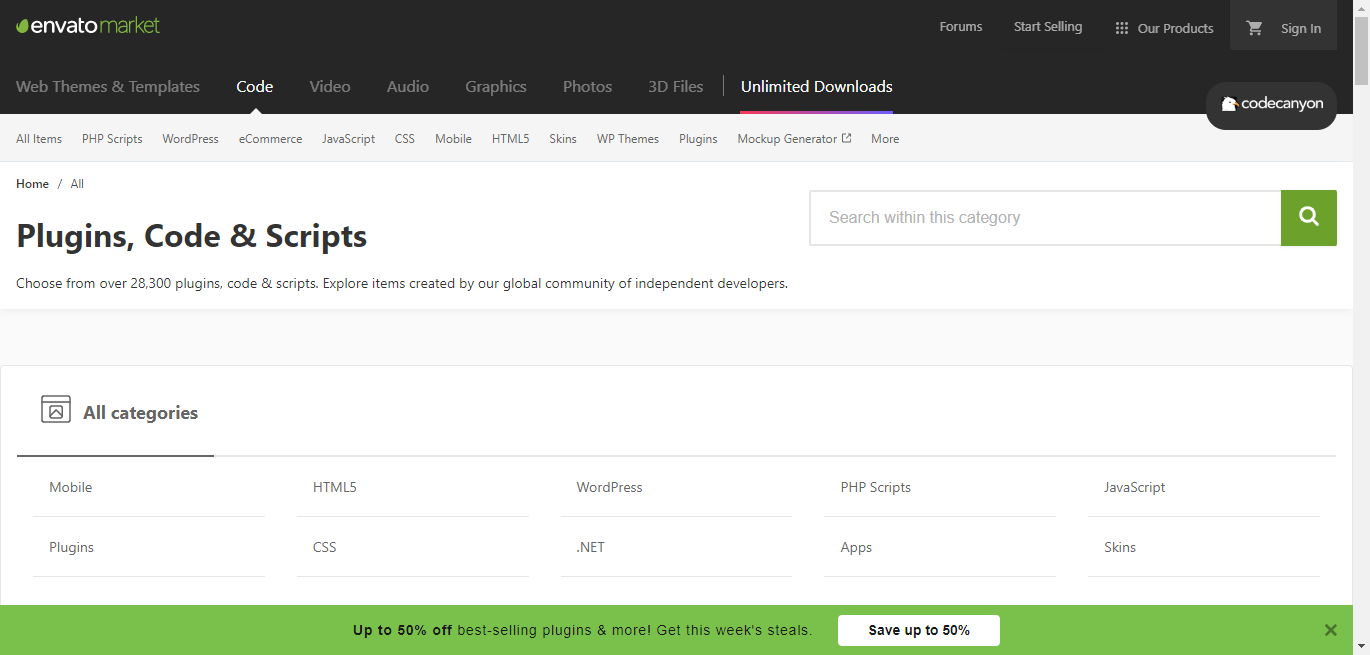 envatomarket
Forums Start Selling Our Products Sign In
Web Themes & Templates Code Video Audio Graphics Photos 3D Files Unlimited Downloads
codecanyon
All Items PHP Scripts WordPress eCommerce JavaScript CSS Mobile HTML5 Skins WP Themes Plugins Mockup Generator More
Home / All
Search within this category
Plugins, Code & Scripts
Choose from over 28,300 plugins, code & scripts. Explore items created by our global community of independent developers.
All categories
Mobile HTML5 WordPress PHP Scripts JavaScript
Plugins CSS .NET Apps Skins
Up to 50% off best-selling plugins & more! Get this week's steals. Save up to 50%